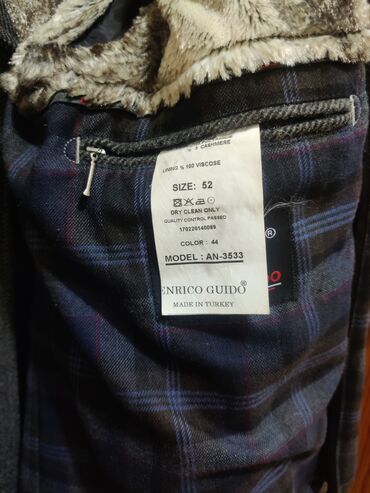 CASHMERE
LINING % 100 VISCOSE
SIZE: 52
DRY CLEAN ONLY
QUALITY CONTROL PASSED
170220140089
COLOR : 44
MODEL : AN-3533
ENRICO GUIDO®
MADE IN TURKEY
®